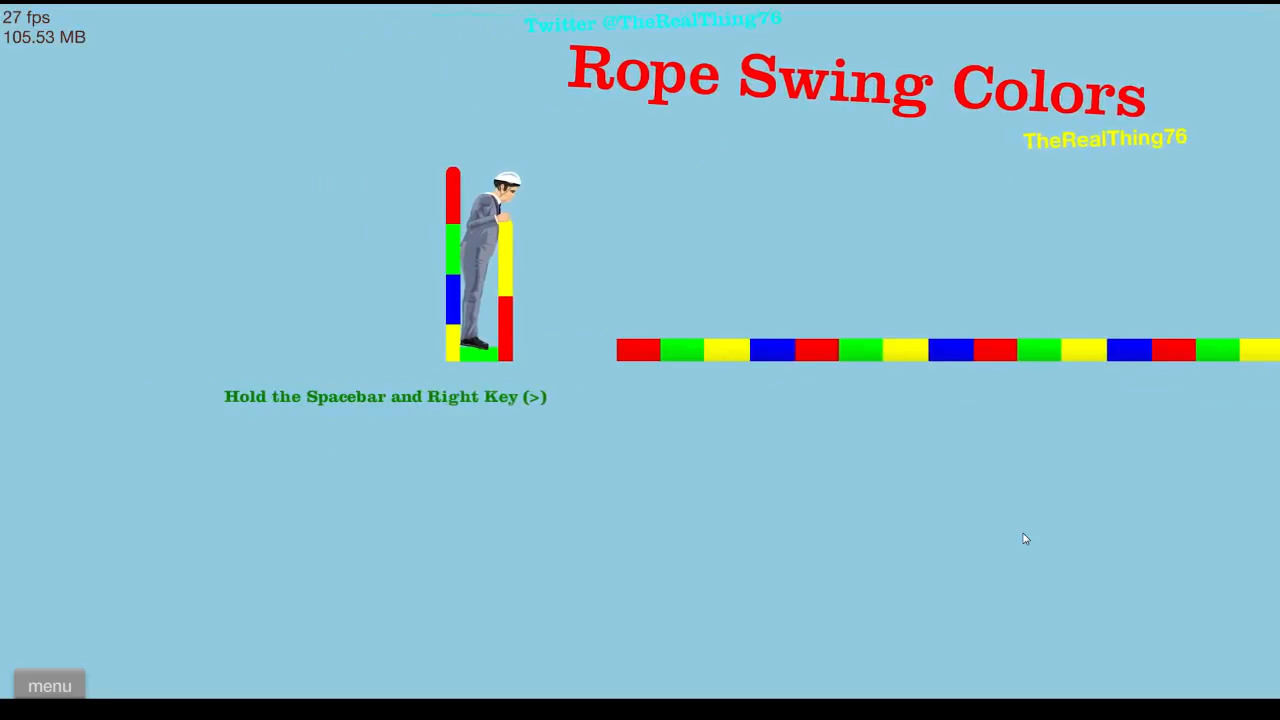 27 fps
105.53 MB
Twitter @TheRealThing76
Rope Swing Colors
TheRealThing76
Hold the Spacebar and Right Key (>)
menu